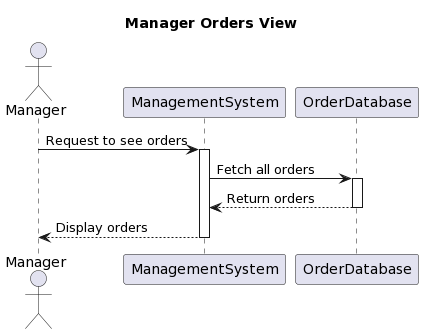 Manager Orders View
Manager
ManagementSystem
OrderDatabase
Request to see orders
Fetch all orders
Return orders
Display orders
Manager
ManagementSystem
OrderDatabase